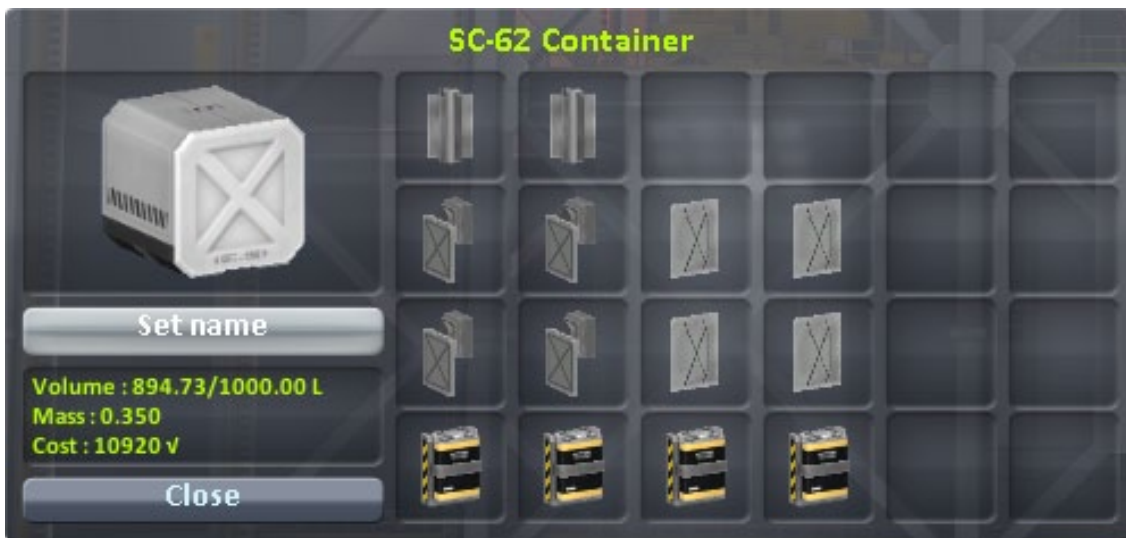 SC-62 Container
Set name
Volume : 894.73/1000.00 L
Mass : 0.350
Cost : 10920 √
Close